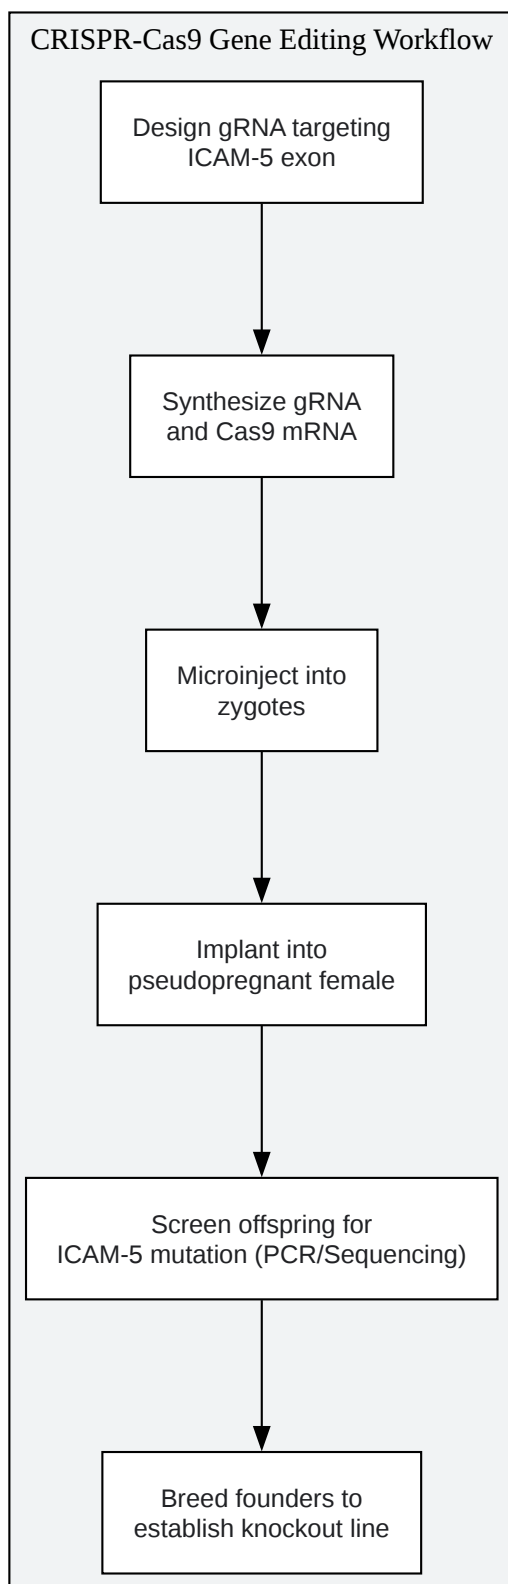 CRISPR-Cas9 Gene Editing Workflow
Design gRNA targeting
ICAM-5 exon
Synthesize gRNA
and Cas9 mRNA
Microinject into
zygotes
Implant into
pseudopregnant female
Screen offspring for
ICAM-5 mutation (PCR/Sequencing)
Breed founders to
establish knockout line